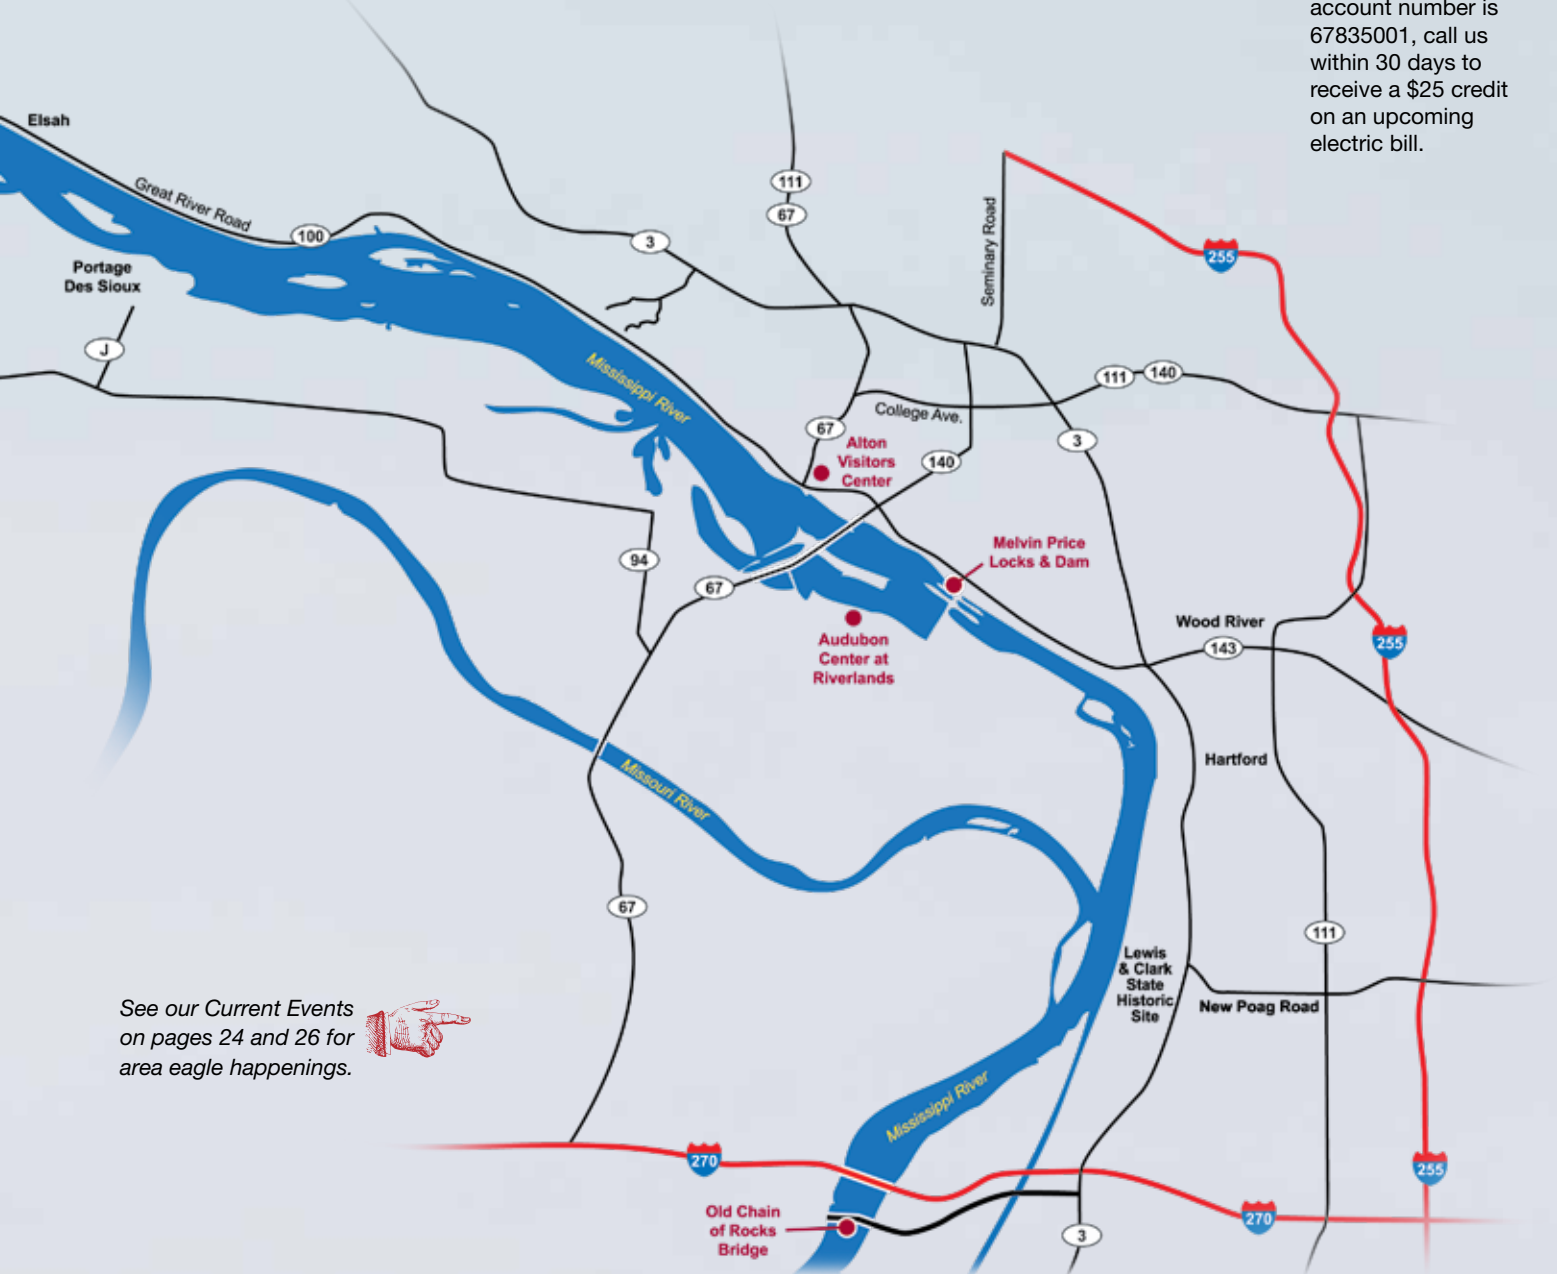 account number is
67835001, call us
within 30 days to
receive a $25 credit
on an upcoming
electric bill.
Elsah
Great River Road
100
Portage
Des Sioux
J
3
111
67
Seminary Road
255
Mississippi River
111
140
College Ave.
67
Alton
Visitors
Center
140
3
94
67
Melvin Price
Locks & Dam
Audubon
Center at
Riverlands
Wood River
143
255
Hartford
Missouri River
67
111
Lewis
& Clark
State
Historic
Site
New Poag Road
See our Current Events
on pages 24 and 26 for
area eagle happenings.
Mississippi River
270
255
270
Old Chain
of Rocks
Bridge
3